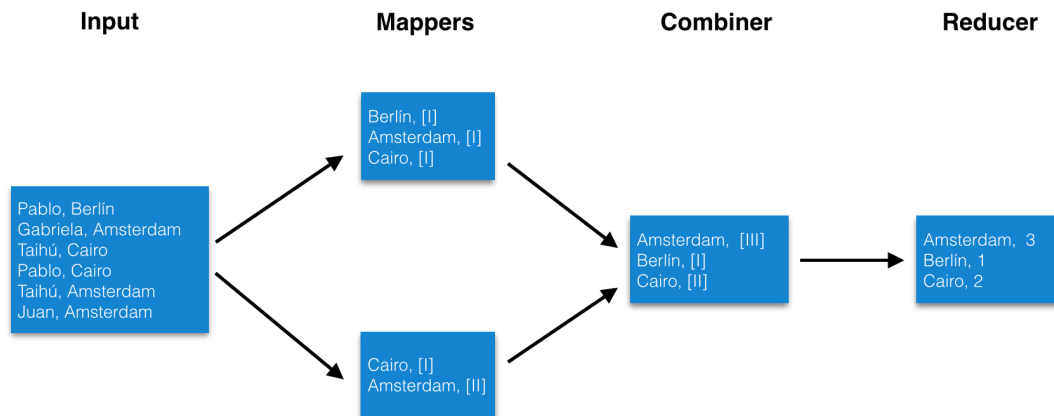 Input
Mappers
Combiner
Reducer
Pablo, Berlín
Gabriela, Amsterdam
Taihú, Cairo
Pablo, Cairo
Taihú, Amsterdam
Juan, Amsterdam
Berlín, [I]
Amsterdam, [I]
Cairo, [I]
Cairo, [I]
Amsterdam, [II]
Amsterdam,  [III]
Berlín, [I]
Cairo, [II]
Amsterdam,  3
Berlín, 1
Cairo, 2